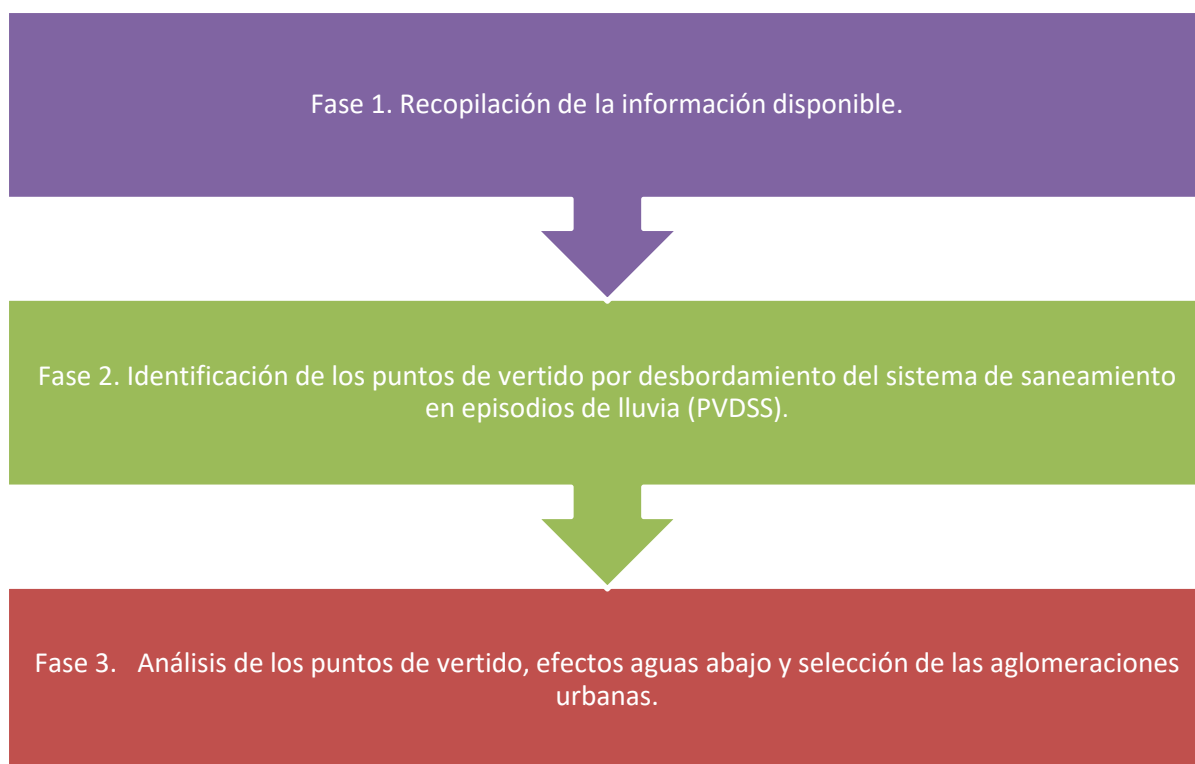 Fase 1. Recopilación de la información disponible.
Fase 2. Identificación de los puntos de vertido por desbordamiento del sistema de saneamiento
en episodios de lluvia (PVDSS).
Fase 3. Análisis de los puntos de vertido, efectos aguas abajo y selección de las aglomeraciones
urbanas.